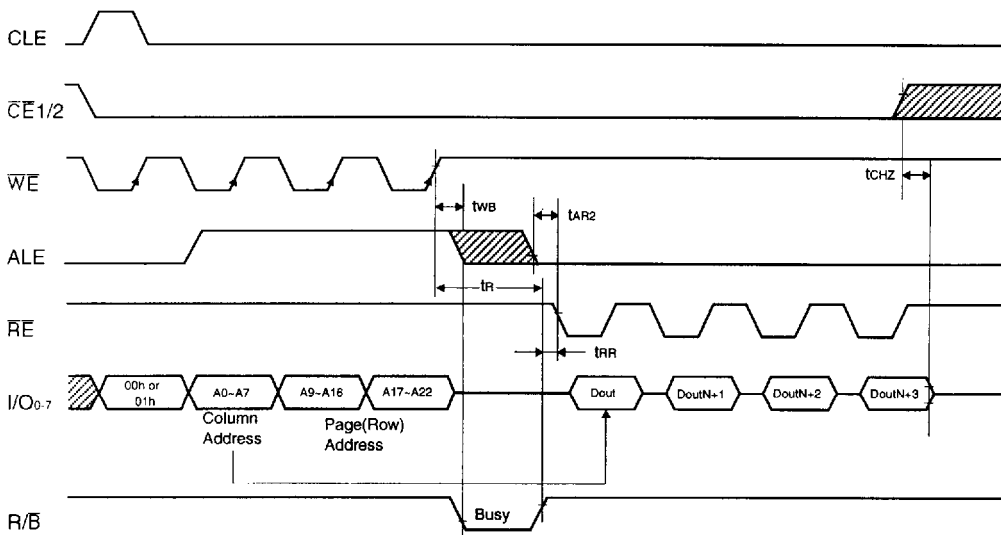 CLE
CE1/2
WE
tCHZ
tWB
tAR2
ALE
tR
RE
tRR
I/O0-7
00h or
01h
A0~A7
A9~A16
A17~A22
Dout
DoutN+1
DoutN+2
DoutN+3
Column
Address
Page(Row)
Address
R/B
Busy